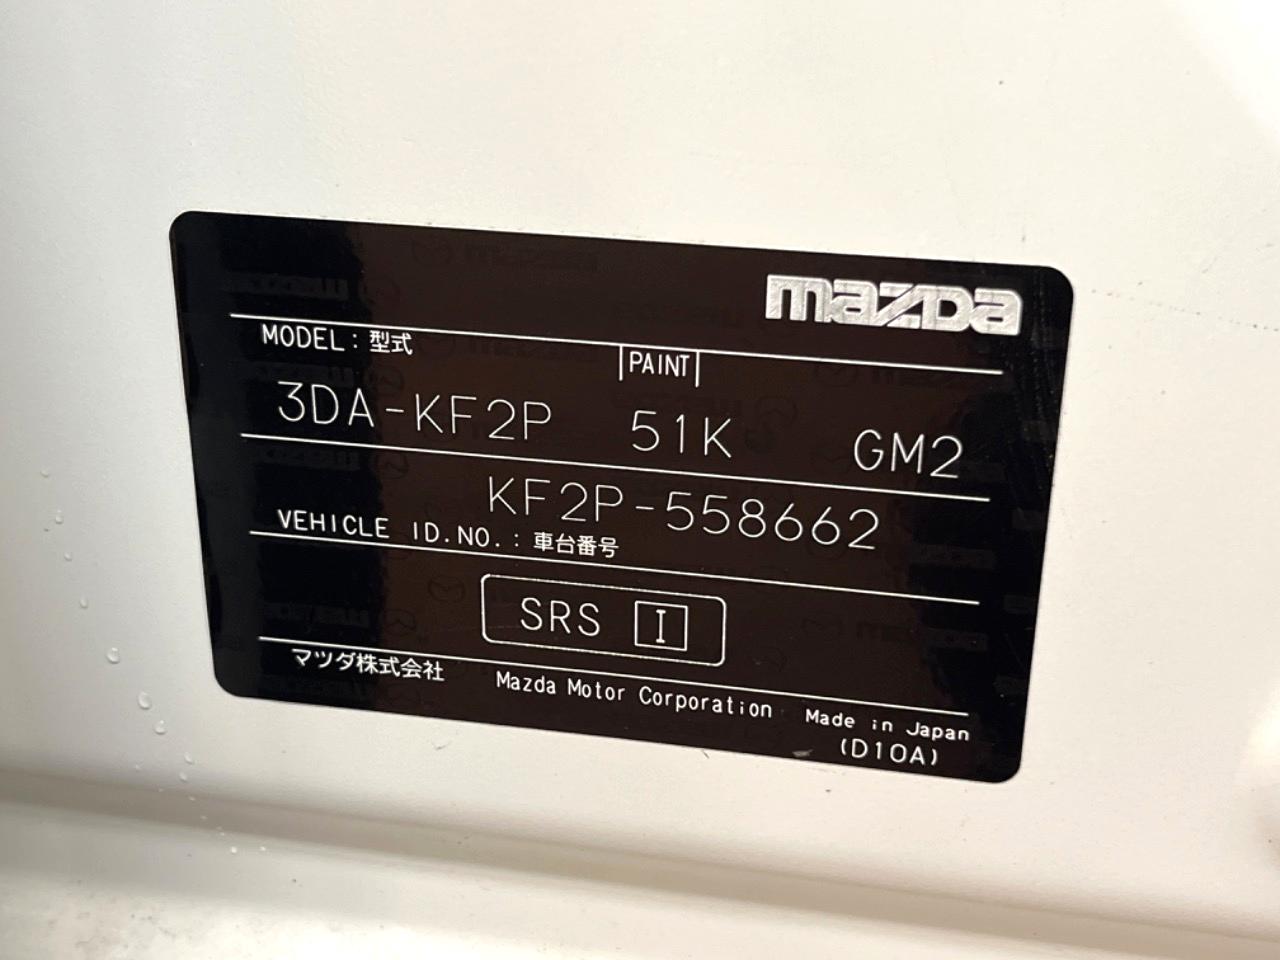 mazda
MODEL : 型式
PAINT
3DA-KF2P 51K GM2
KF2P-558662
VEHICLE ID.NO. : 車台番号
SRS I
マツダ株式会社 Mazda Motor Corporation Made in Japan
(D10A)